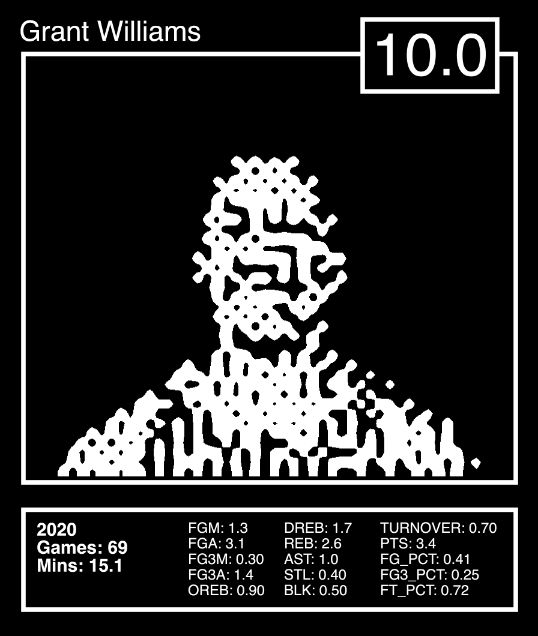 Grant Williams
10.0
2020
Games: 69
Mins: 15.1
FGM: 1.3
FGA: 3.1
FG3M: 0.30
FG3A: 1.4
OREB: 0.90
DREB: 1.7
REB: 2.6
AST: 1.0
STL: 0.40
BLK: 0.50
TURNOVER: 0.70
PTS: 3.4
FG_PCT: 0.41
FG3_PCT: 0.25
FT_PCT: 0.72